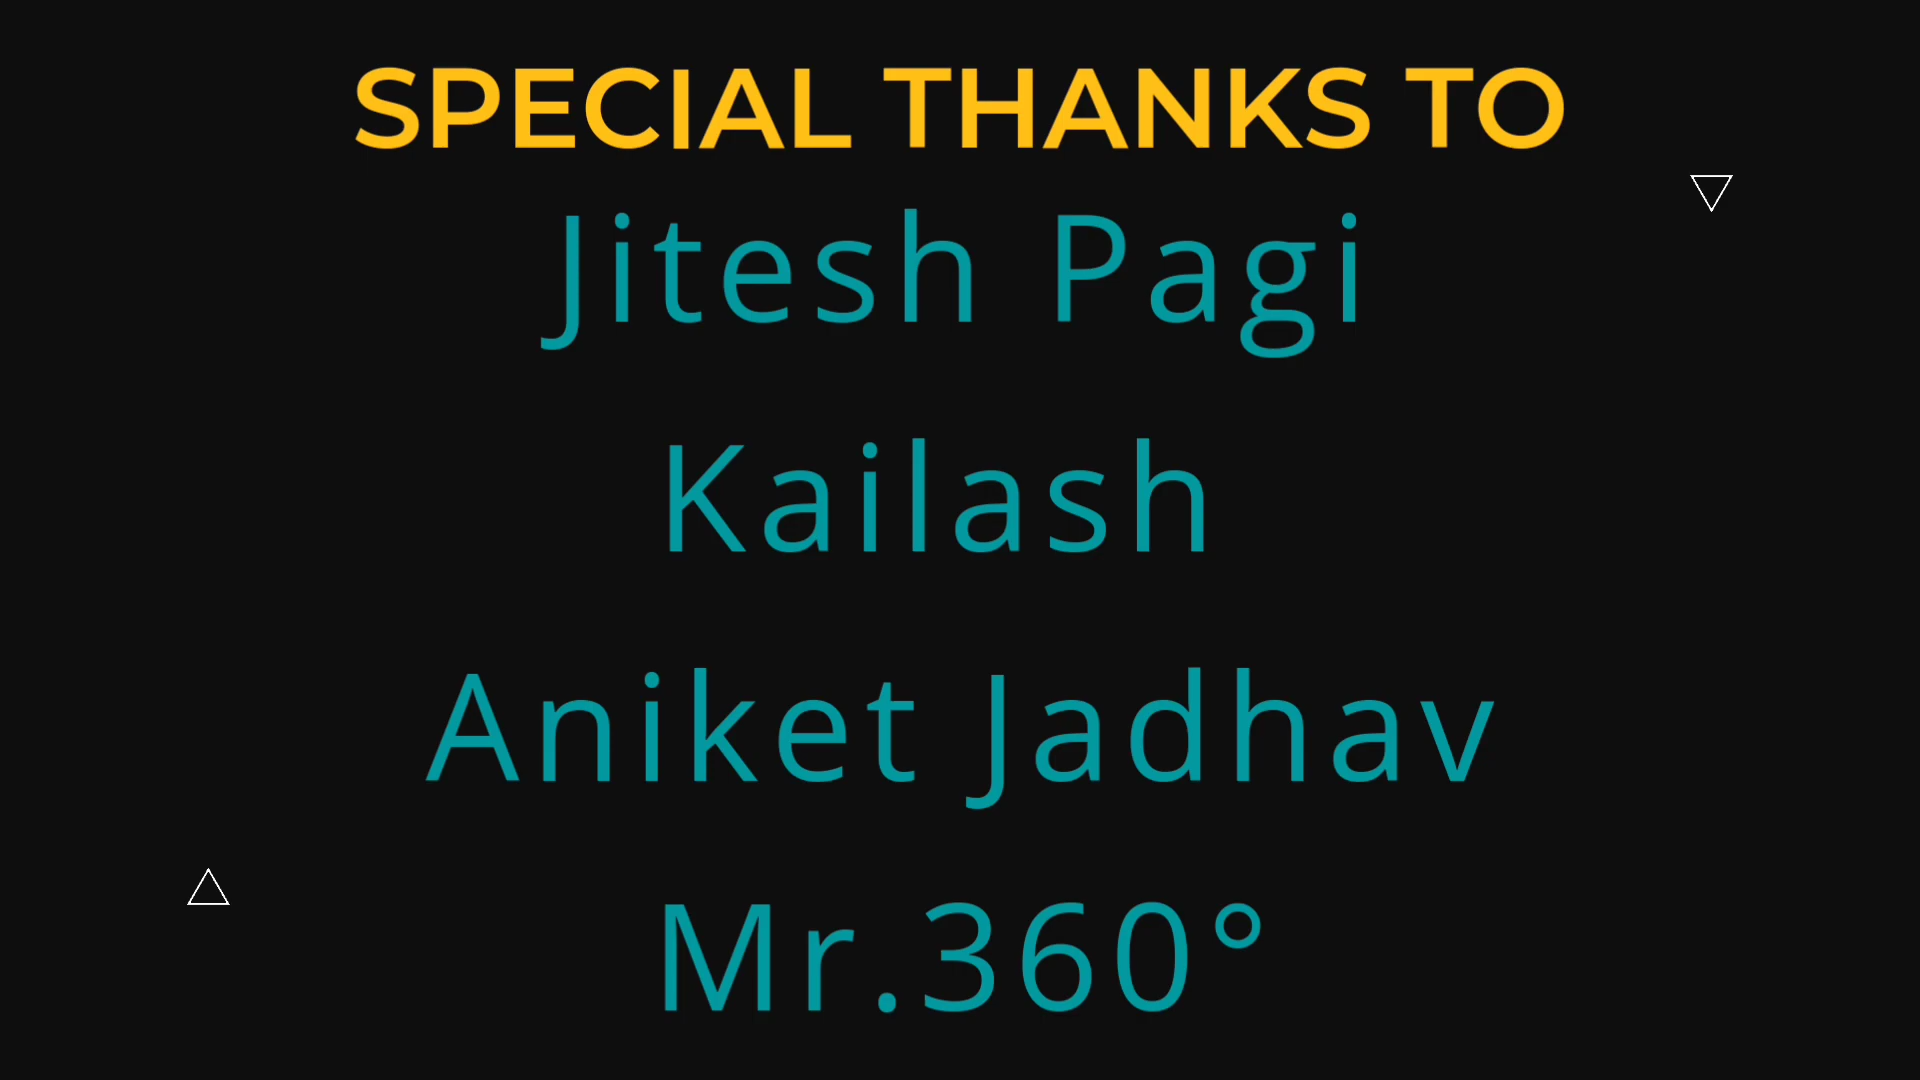 SPECIAL THANKS TO
Jitesh Pagi
Kailash
Aniket Jadhav
Mr.360°